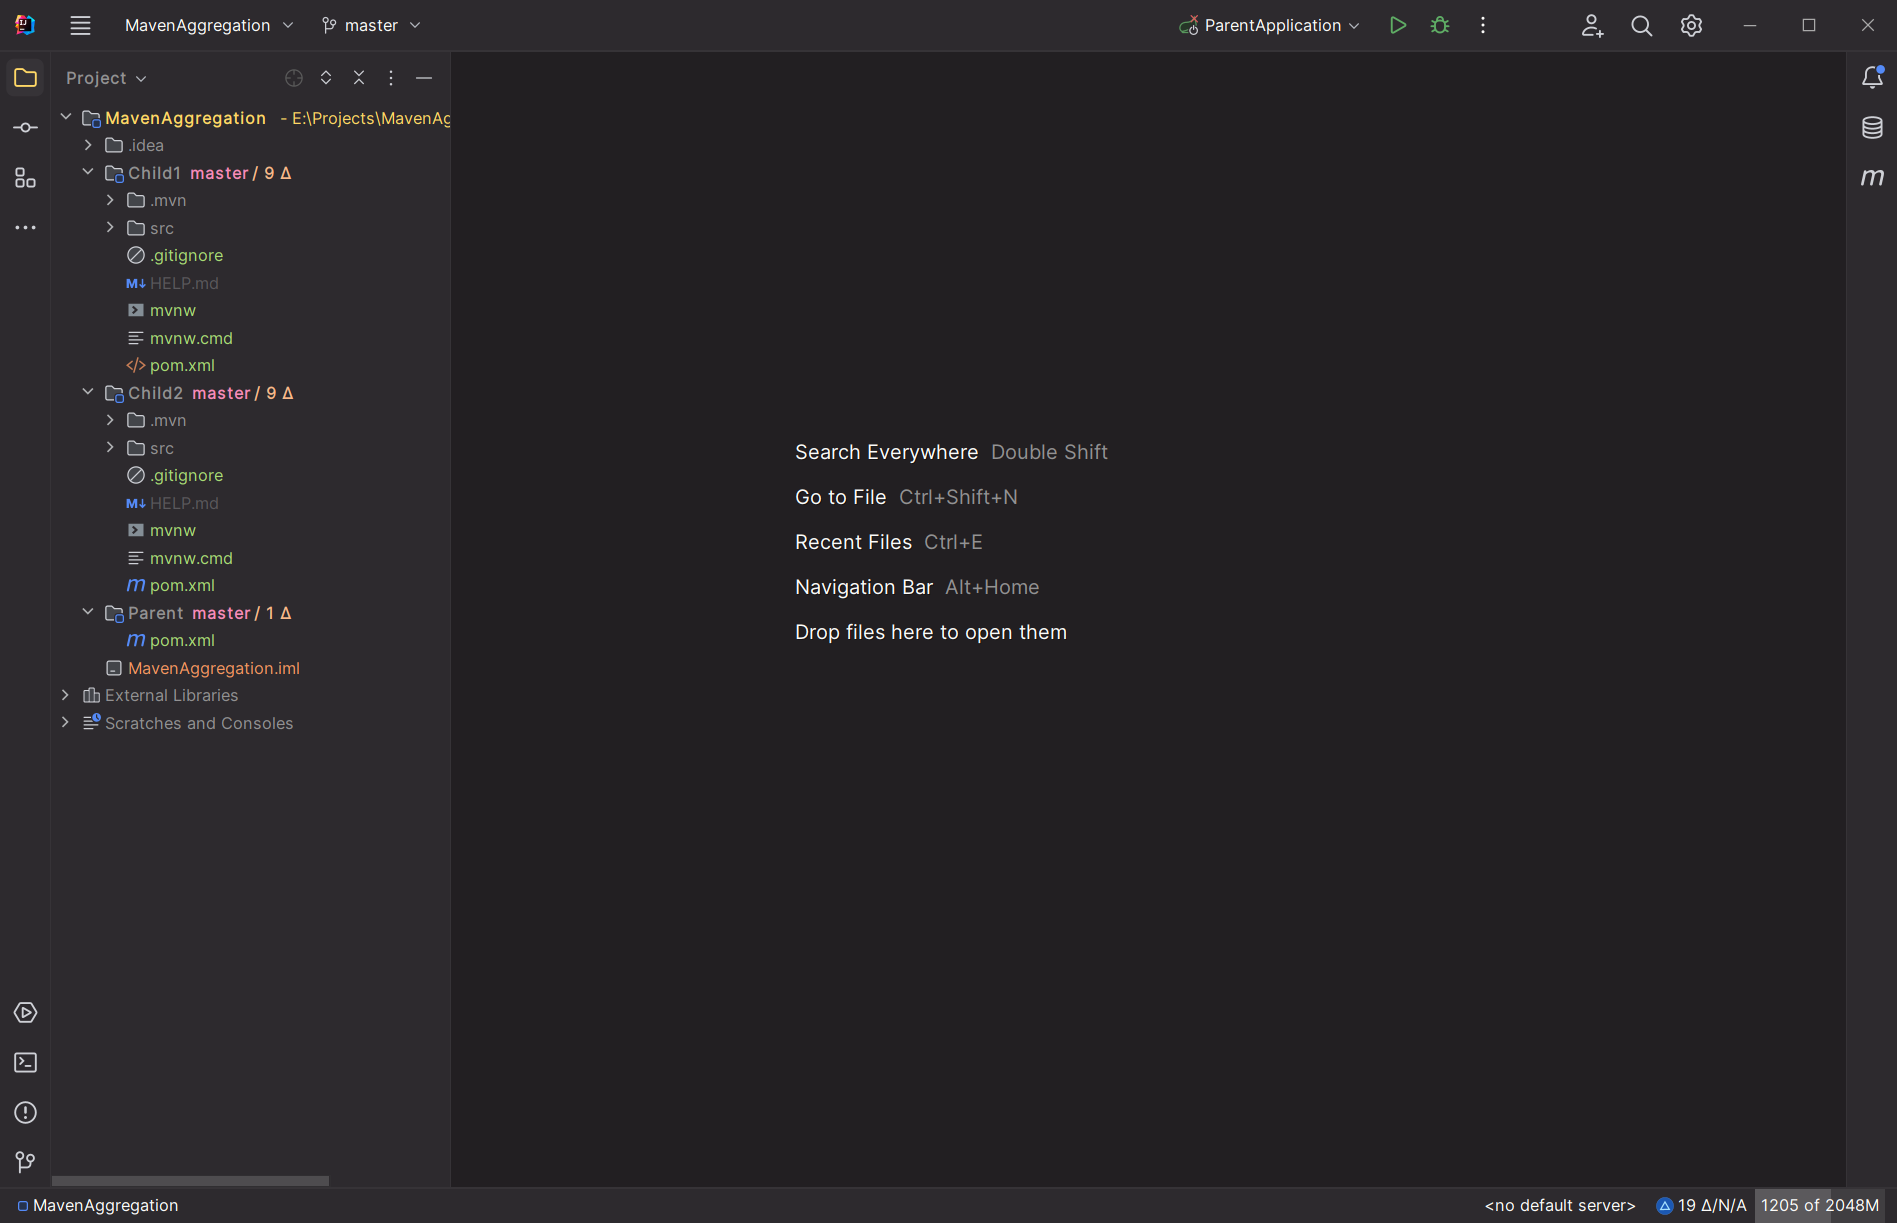 MavenAggregation
master
ParentApplication
Project
MavenAggregation - E:\Projects\MavenAg
.idea
Child1 master / 9 Δ
.mvn
src
.gitignore
HELP.md
mvnw
mvnw.cmd
pom.xml
Child2 master / 9 Δ
.mvn
src
.gitignore
HELP.md
mvnw
mvnw.cmd
pom.xml
Parent master / 1 Δ
pom.xml
MavenAggregation.iml
External Libraries
Scratches and Consoles
Search Everywhere Double Shift
Go to File Ctrl+Shift+N
Recent Files Ctrl+E
Navigation Bar Alt+Home
Drop files here to open them
MavenAggregation
<no default server>
19 Δ/N/A
1205 of 2048M